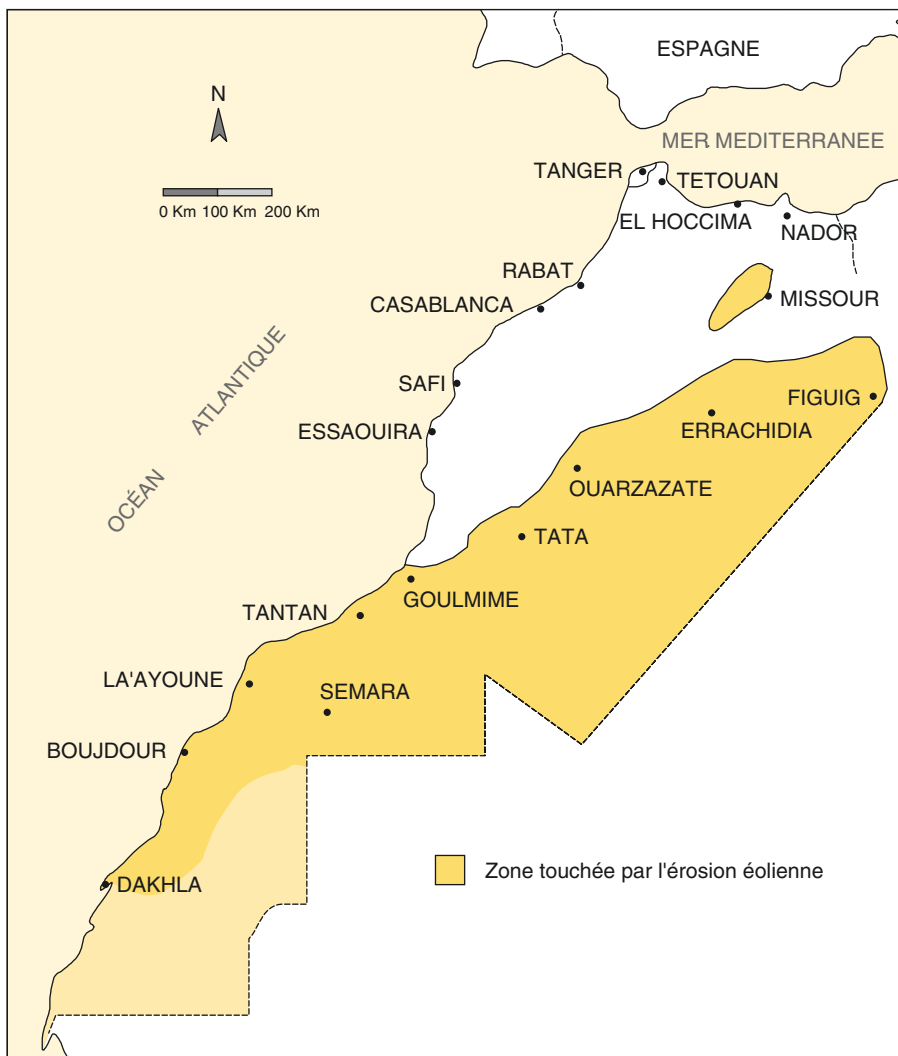 ESPAGNE
N
MER MEDITERRANEE
TANGER
TETOUAN
0 Km 100 Km 200 Km
EL HOCCIMA
NADOR
RABAT
CASABLANCA
MISSOUR
OCÉAN ATLANTIQUE
SAFI
FIGUIG
ESSAOUIRA
ERRACHIDIA
OUARZAZATE
TATA
GOULMIME
TANTAN
LA'AYOUNE
SEMARA
BOUJDOUR
Zone touchée par l'érosion éolienne
DAKHLA